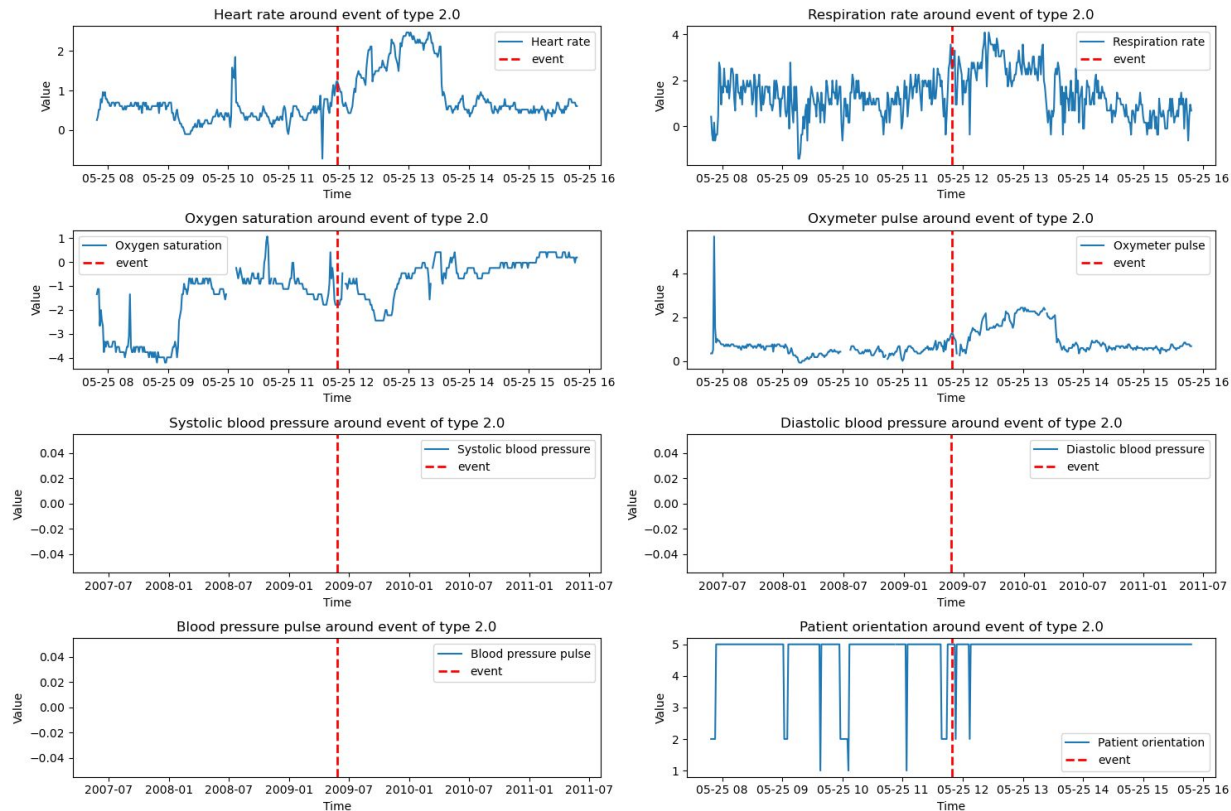 Heart rate around event of type 2.0
Value
2
1
0
Heart rate
event
05-25 08 05-25 09 05-25 10 05-25 11 05-25 12 05-25 13 05-25 14 05-25 15 05-25 16
Time
Respiration rate around event of type 2.0
Value
4
2
0
Respiration rate
event
05-25 08 05-25 09 05-25 10 05-25 11 05-25 12 05-25 13 05-25 14 05-25 15 05-25 16
Time
Oxygen saturation around event of type 2.0
Value
1
0
−1
−2
−3
−4
Oxygen saturation
event
05-25 08 05-25 09 05-25 10 05-25 11 05-25 12 05-25 13 05-25 14 05-25 15 05-25 16
Time
Oxymeter pulse around event of type 2.0
Value
4
2
0
Oxymeter pulse
event
05-25 08 05-25 09 05-25 10 05-25 11 05-25 12 05-25 13 05-25 14 05-25 15 05-25 16
Time
Systolic blood pressure around event of type 2.0
Value
0.04
0.02
0.00
−0.02
−0.04
Systolic blood pressure
event
2007-07 2008-01 2008-07 2009-01 2009-07 2010-01 2010-07 2011-01 2011-07
Time
Diastolic blood pressure around event of type 2.0
Value
0.04
0.02
0.00
−0.02
−0.04
Diastolic blood pressure
event
2007-07 2008-01 2008-07 2009-01 2009-07 2010-01 2010-07 2011-01 2011-07
Time
Blood pressure pulse around event of type 2.0
Value
0.04
0.02
0.00
−0.02
−0.04
Blood pressure pulse
event
2007-07 2008-01 2008-07 2009-01 2009-07 2010-01 2010-07 2011-01 2011-07
Time
Patient orientation around event of type 2.0
Value
5
4
3
2
1
Patient orientation
event
05-25 08 05-25 09 05-25 10 05-25 11 05-25 12 05-25 13 05-25 14 05-25 15 05-25 16
Time